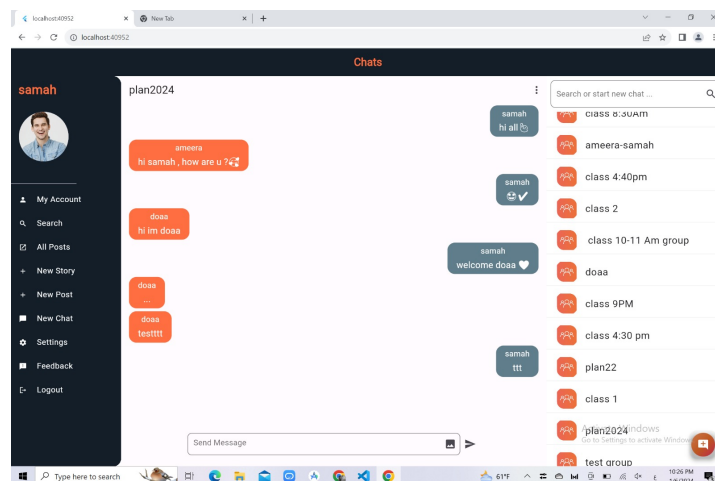 localhost:40952
New Tab
localhost:40952
Chats
samah
My Account
Search
All Posts
New Story
New Post
New Chat
Settings
Feedback
Logout
plan2024
samah
hi all
ameera
hi samah , how are u ?
samah
doaa
hi im doaa
samah
welcome doaa
doaa
...
doaa
testttt
samah
ttt
Send Message
Search or start new chat ...
class 8:30AM
ameera-samah
class 4:40pm
class 2
class 10-11 Am group
doaa
class 9PM
class 4:30 pm
plan22
class 1
plan2024
Windows
Go to Settings to activate Windows
test group
Type here to search
61°F
10:26 PM
1/6/2024